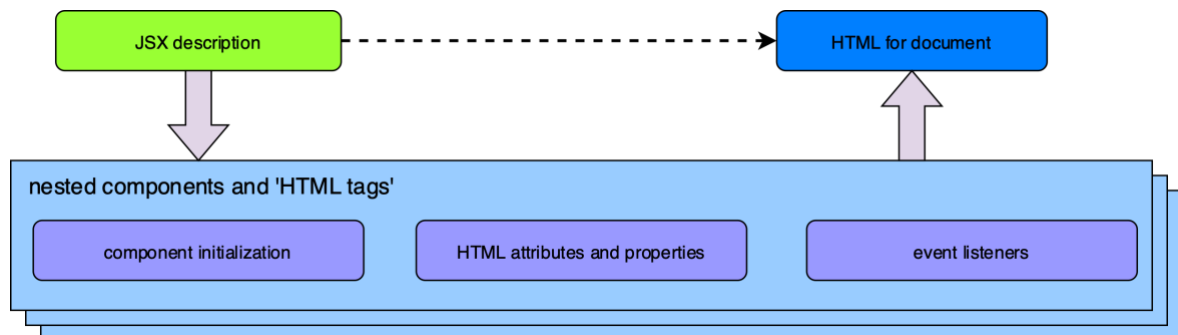 JSX description
HTML for document
nested components and 'HTML tags'
component initialization
HTML attributes and properties
event listeners